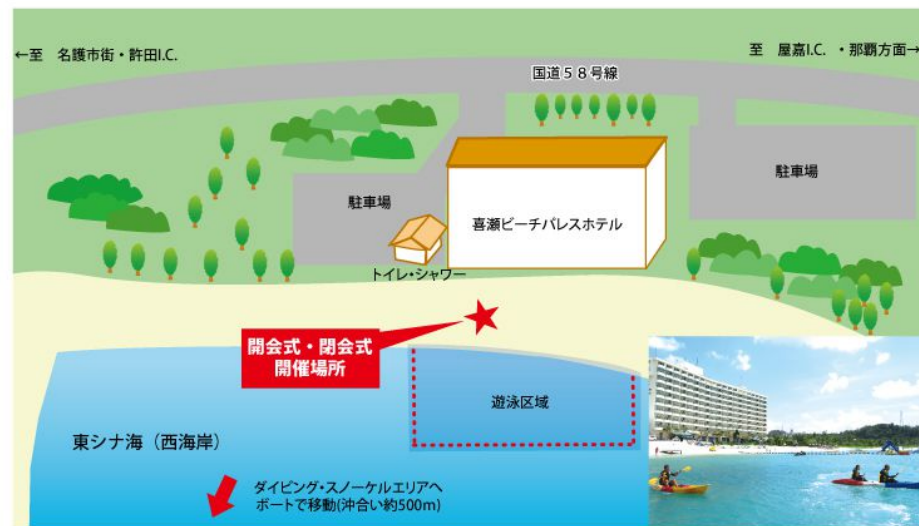 ←至　名護市街・許田I.C.
至　屋嘉I.C.　・那覇方面→
国道５８号線
駐車場
駐車場
喜瀬ビーチパレスホテル
トイレ・シャワー
開会式・閉会式
開催場所
遊泳区域
東シナ海（西海岸）
ダイビング・スノーケルエリアへ
ボートで移動(沖合い約500m)